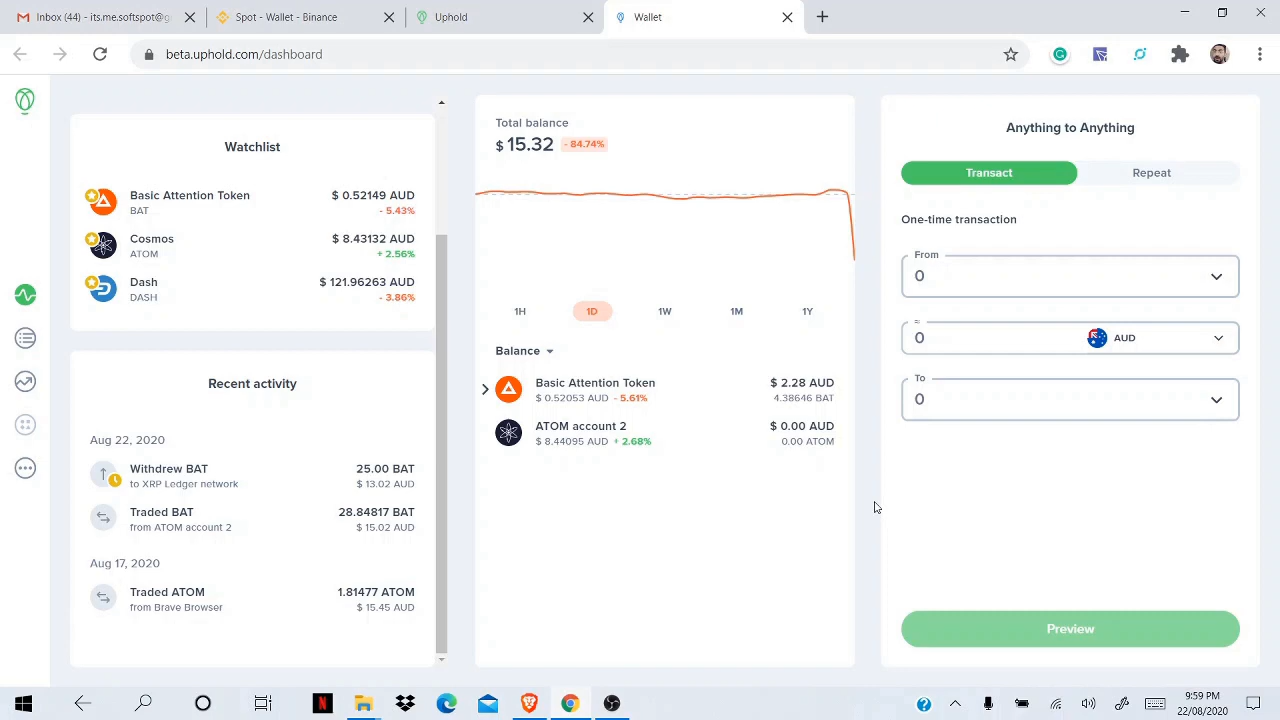 Inbox (44) - its.me.softspot@g
Spot - Wallet - Binance
Uphold
Wallet
beta.uphold.com/dashboard
Watchlist
Basic Attention Token
$ 0.52149 AUD
BAT
- 5.43%
Cosmos
$ 8.43132 AUD
ATOM
+ 2.56%
Dash
$ 121.96263 AUD
DASH
- 3.86%
Recent activity
Aug 22, 2020
Withdrew BAT
25.00 BAT
to XRP Ledger network
$ 13.02 AUD
Traded BAT
28.84817 BAT
from ATOM account 2
$ 15.02 AUD
Aug 17, 2020
Traded ATOM
1.81477 ATOM
from Brave Browser
$ 15.45 AUD
Total balance
$ 15.32 - 84.74%
1H
1D
1W
1M
1Y
Balance
Basic Attention Token
$ 2.28 AUD
$ 0.52053 AUD - 5.61%
4.38646 BAT
ATOM account 2
$ 0.00 AUD
$ 8.44095 AUD + 2.68%
0.00 ATOM
Anything to Anything
Transact
Repeat
One-time transaction
From
0
≈
0
AUD
To
0
Preview
9:59 PM
22/08/2020